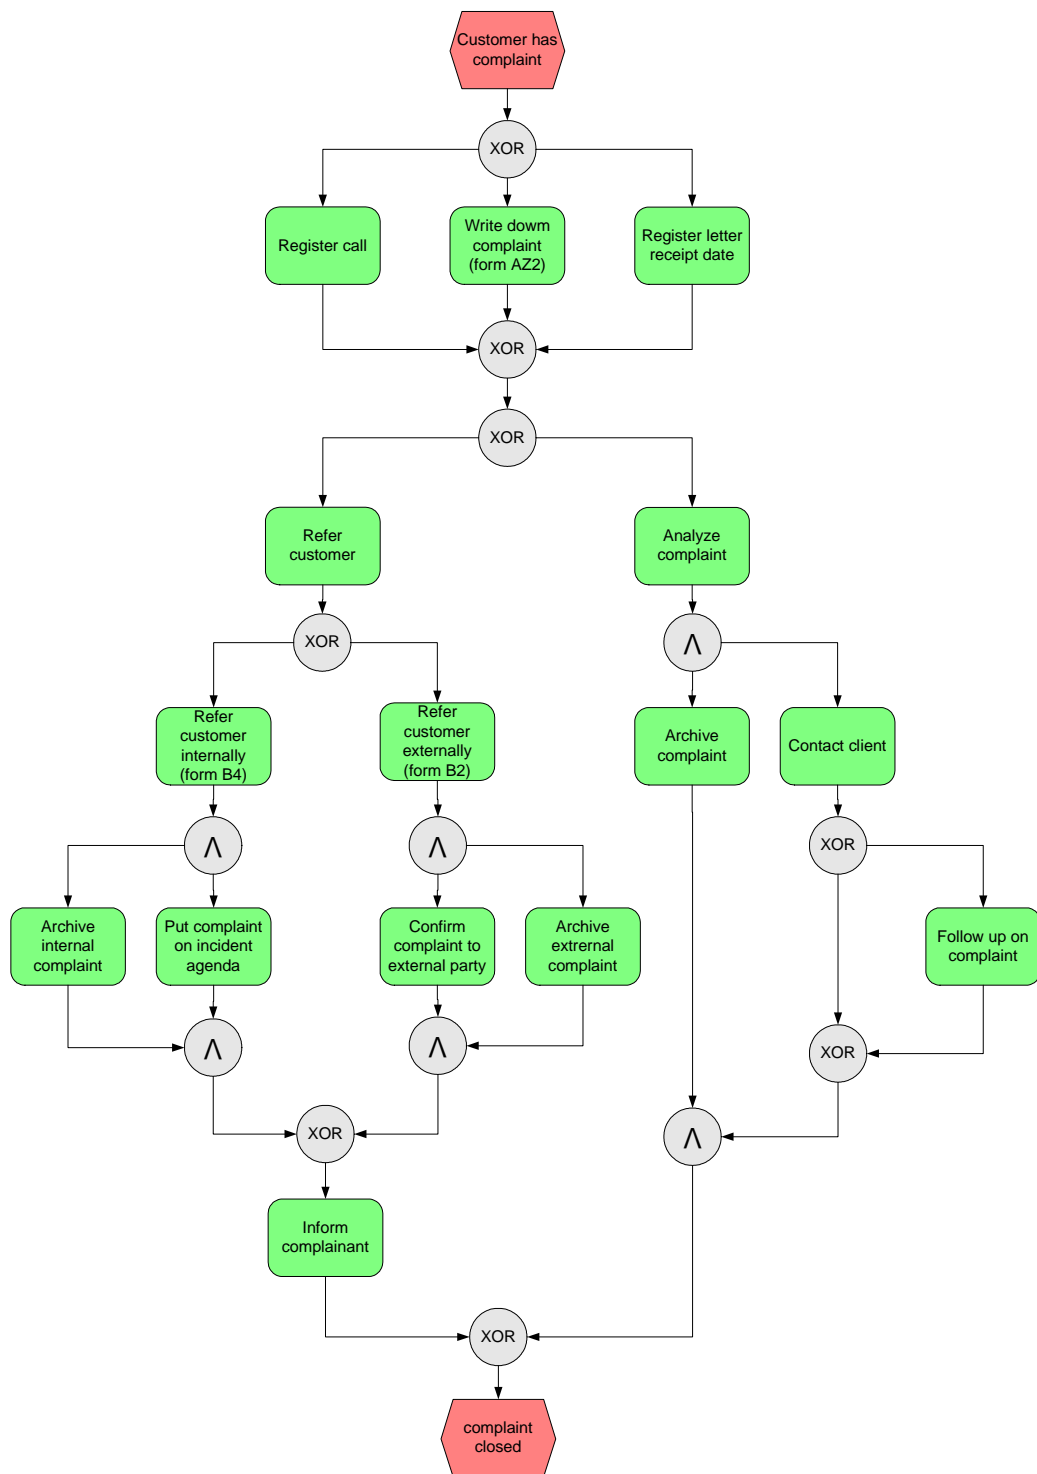 Customer has
complaint
XOR
Register call
Write dowm
complaint
(form AZ2)
Register letter
receipt date
XOR
XOR
Refer
customer
Analyze
complaint
XOR
Λ
Refer
customer
internally
(form B4)
Refer
customer
externally
(form B2)
Archive
complaint
Contact client
Λ
Λ
XOR
Archive
internal
complaint
Put complaint
on incident
agenda
Confirm
complaint to
external party
Archive
extrernal
complaint
Follow up on
complaint
Λ
Λ
XOR
XOR
Λ
Inform
complainant
XOR
complaint
closed